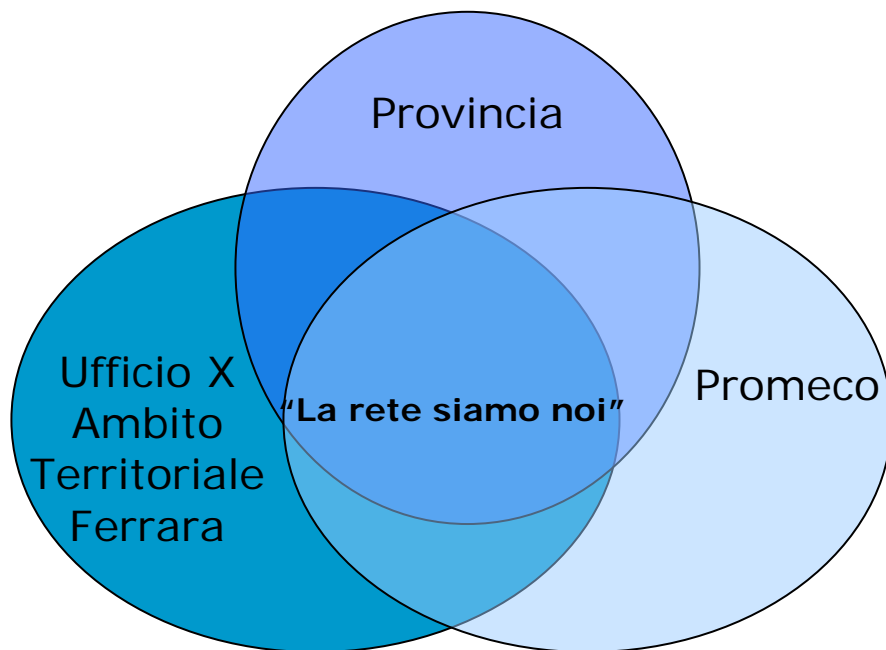 Provincia
Ufficio X
Ambito
Territoriale
Ferrara
“La rete siamo noi”
Promeco